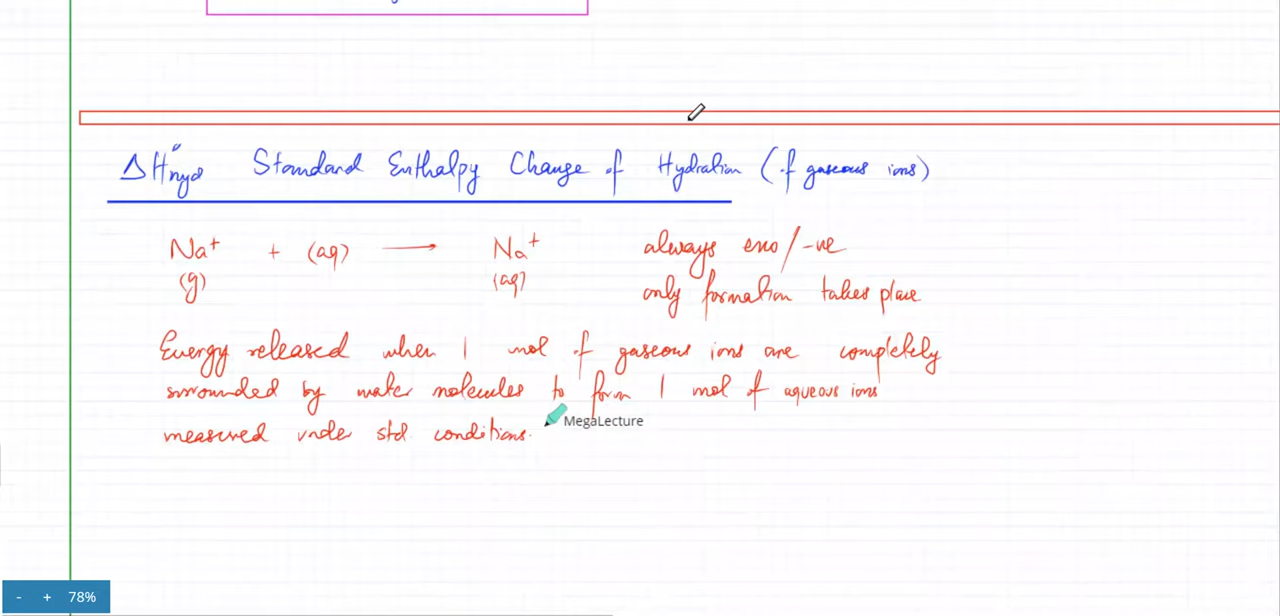 ΔH°hyd Standard Enthalpy Change of Hydration (of gaseous ions)
Na⁺ (g) + (aq) → Na⁺ (aq)
always exo/-ve
only formation takes place
Energy released when 1 mol of gaseous ions are completely
surrounded by water molecules to form 1 mol of aqueous ions
measured under std. conditions.
MegaLecture
- + 78%